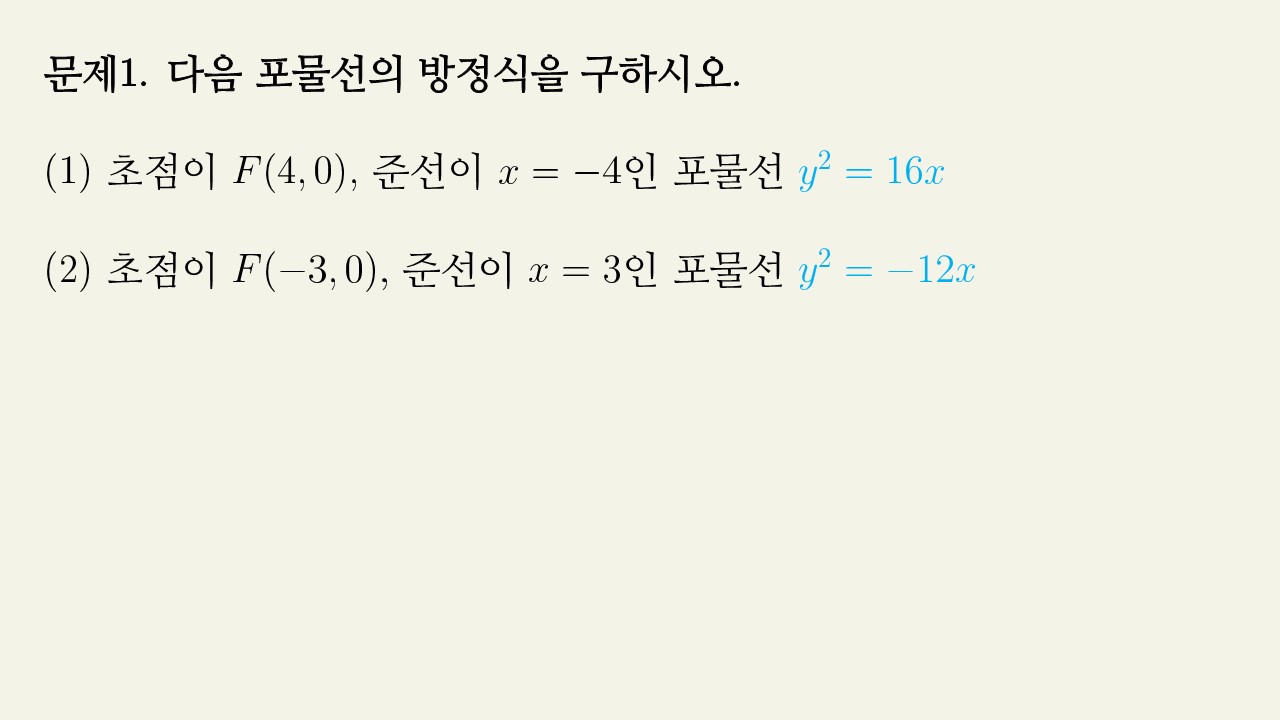 문제1. 다음 포물선의 방정식을 구하시오.
(1) 초점이 F(4, 0), 준선이 x = −4인 포물선 y² = 16x
(2) 초점이 F(−3, 0), 준선이 x = 3인 포물선 y² = −12x